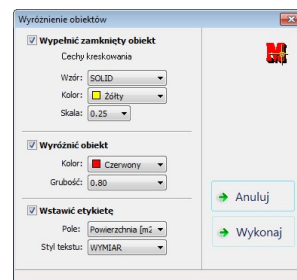 Wyróżnienie obiektów
Wypełnić zamknięty obiekt
Cechy kreskowania
Wzór: SOLID
Kolor: Żółty
Skala: 0.25
Wyróżnić obiekt
Kolor: Czerwony
Grubość: 0.80
Wstawić etykietę
Pole: Powierzchnia [m2
Styl tekstu: WYMIAR
Anuluj
Wykonaj